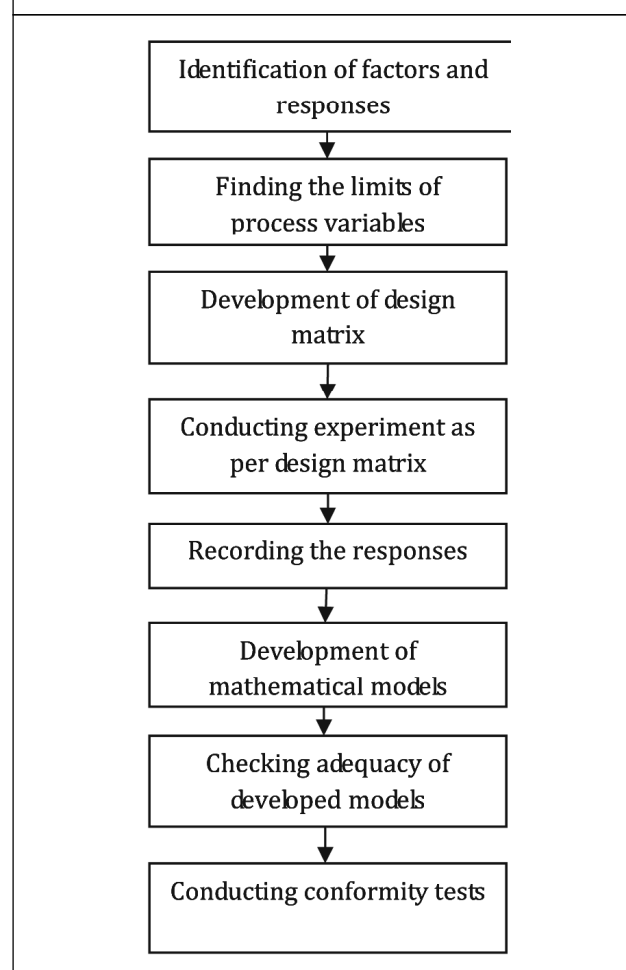 Identification of factors and
responses
Finding the limits of
process variables
Development of design
matrix
Conducting experiment as
per design matrix
Recording the responses
Development of
mathematical models
Checking adequacy of
developed models
Conducting conformity tests